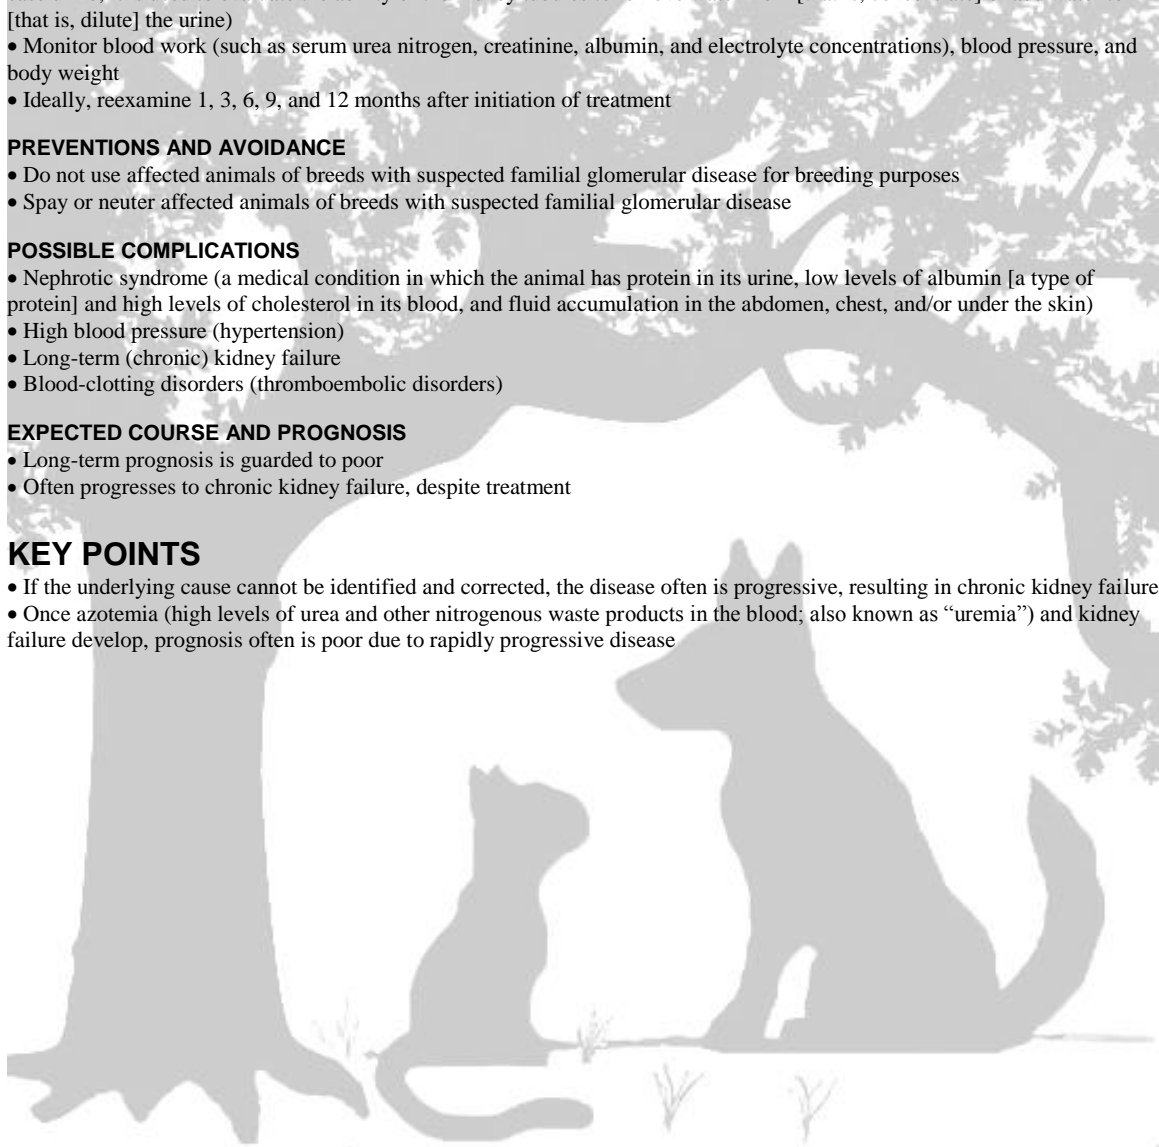 [that is, dilute] the urine)
• Monitor blood work (such as serum urea nitrogen, creatinine, albumin, and electrolyte concentrations), blood pressure, and
body weight
• Ideally, reexamine 1, 3, 6, 9, and 12 months after initiation of treatment
PREVENTIONS AND AVOIDANCE
• Do not use affected animals of breeds with suspected familial glomerular disease for breeding purposes
• Spay or neuter affected animals of breeds with suspected familial glomerular disease
POSSIBLE COMPLICATIONS
• Nephrotic syndrome (a medical condition in which the animal has protein in its urine, low levels of albumin [a type of
protein] and high levels of cholesterol in its blood, and fluid accumulation in the abdomen, chest, and/or under the skin)
• High blood pressure (hypertension)
• Long-term (chronic) kidney failure
• Blood-clotting disorders (thromboembolic disorders)
EXPECTED COURSE AND PROGNOSIS
• Long-term prognosis is guarded to poor
• Often progresses to chronic kidney failure, despite treatment
KEY POINTS
• If the underlying cause cannot be identified and corrected, the disease often is progressive, resulting in chronic kidney failure
• Once azotemia (high levels of urea and other nitrogenous waste products in the blood; also known as “uremia”) and kidney
failure develop, prognosis often is poor due to rapidly progressive disease